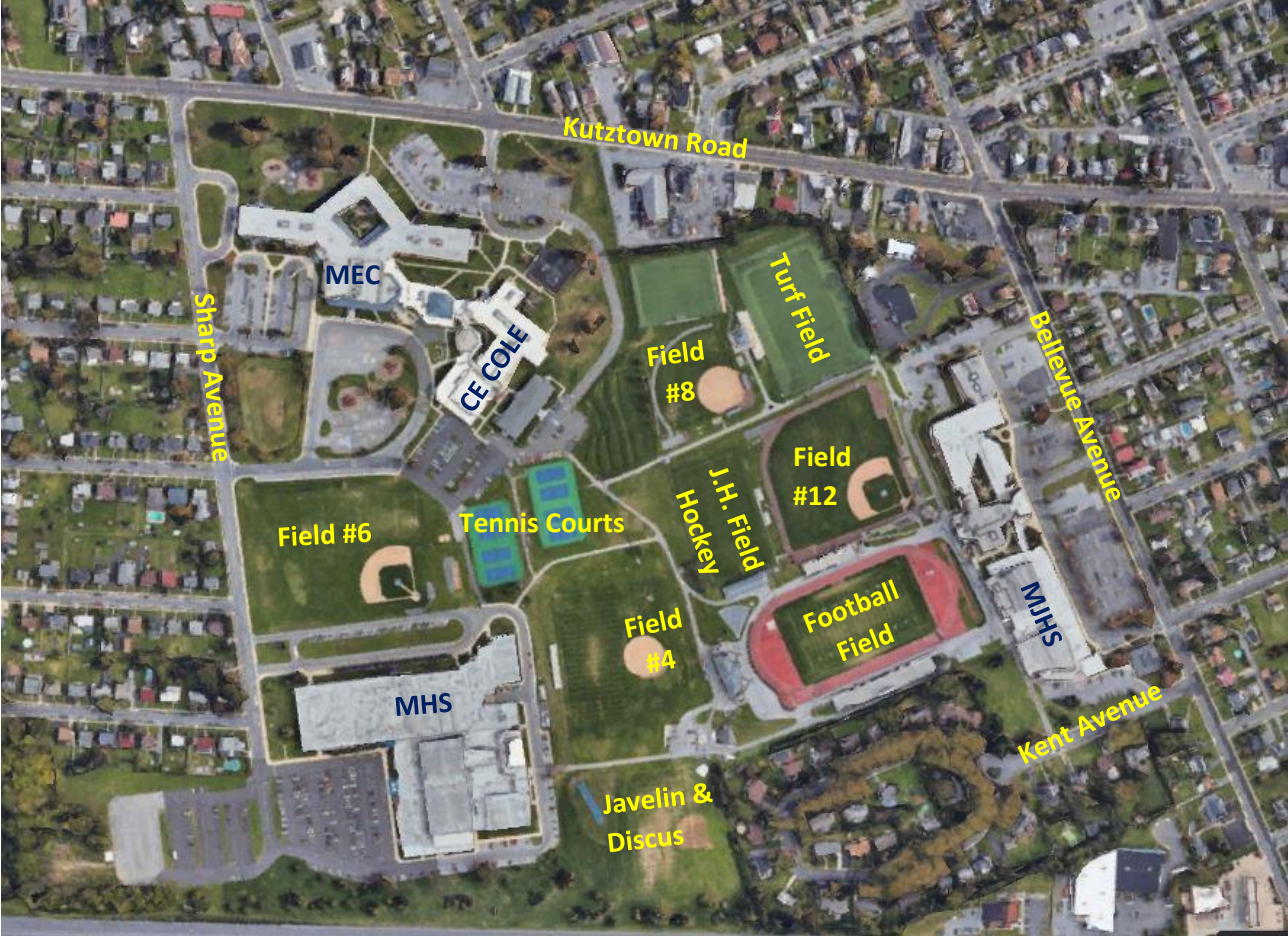 Kutztown Road
MEC
Turf Field
Sharp Avenue
CE COLE
Field
#8
Bellevue Avenue
Field
#12
J.H. Field
Hockey
Tennis Courts
Field #6
Football
Field
MJHS
Field
#4
MHS
Kent Avenue
Javelin &
Discus